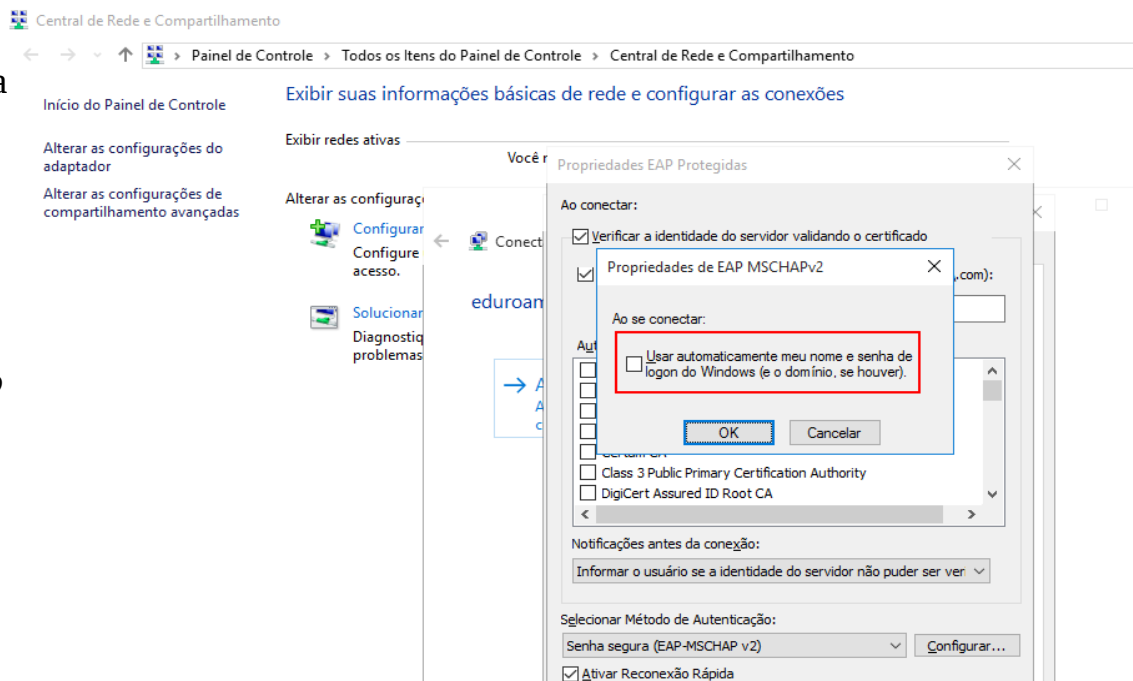 Central de Rede e Compartilhamento
Painel de Controle > Todos os Itens do Painel de Controle > Central de Rede e Compartilhamento
a
Início do Painel de Controle
Alterar as configurações do
adaptador
Alterar as configurações de
compartilhamento avançadas
o
Exibir suas informações básicas de rede e configurar as conexões
Exibir redes ativas
Você
Alterar as configuraç
Configurar
Configure
acesso.
Solucionar
Diagnostiq
problemas
Conect
eduroam
A
A
c
Propriedades EAP Protegidas
Ao conectar:
Verificar a identidade do servidor validando o certificado
.com):
Aut
Propriedades de EAP MSCHAPv2
Ao se conectar:
Usar automaticamente meu nome e senha de
logon do Windows (e o domínio, se houver).
OK
Cancelar
Certum CA
Class 3 Public Primary Certification Authority
DigiCert Assured ID Root CA
Notificações antes da conexão:
Informar o usuário se a identidade do servidor não puder ser ver
Selecionar Método de Autenticação:
Senha segura (EAP-MSCHAP v2)
Configurar...
Ativar Reconexão Rápida